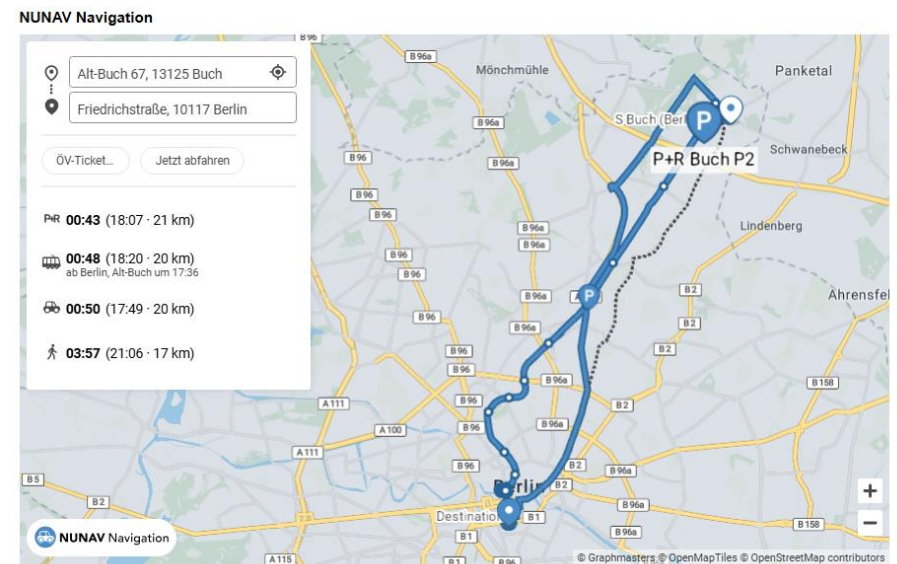 NUNAV Navigation
Alt-Buch 67, 13125 Buch
Friedrichstraße, 10117 Berlin
ÖV-Ticket...
Jetzt abfahren
P+R 00:43 (18:07 · 21 km)
00:48 (18:20 · 20 km)
ab Berlin, Alt-Buch um 17:36
00:50 (17:49 · 20 km)
03:57 (21:06 · 17 km)
B96
B96a
Mönchmühle
Panketal
B96a
S Buch (Berl
P
P+R Buch P2
Schwanebeck
B96
B96a
B96
B96a
Lindenberg
B96
B96a
B96
B2
Ahrensfel
B96a
A
P
B96
B96a
B2
B96
B2
B96
B96a
B158
A111
B96
B2
A100
B96
B96a
A111
B96
B2
B96a
B5
Berlin
B2
B2
B96a
Destination
B1
B158
B1
B96a
NUNAV Navigation
A115
B1
B96
+
−
© Graphmasters © OpenMapTiles © OpenStreetMap contributors